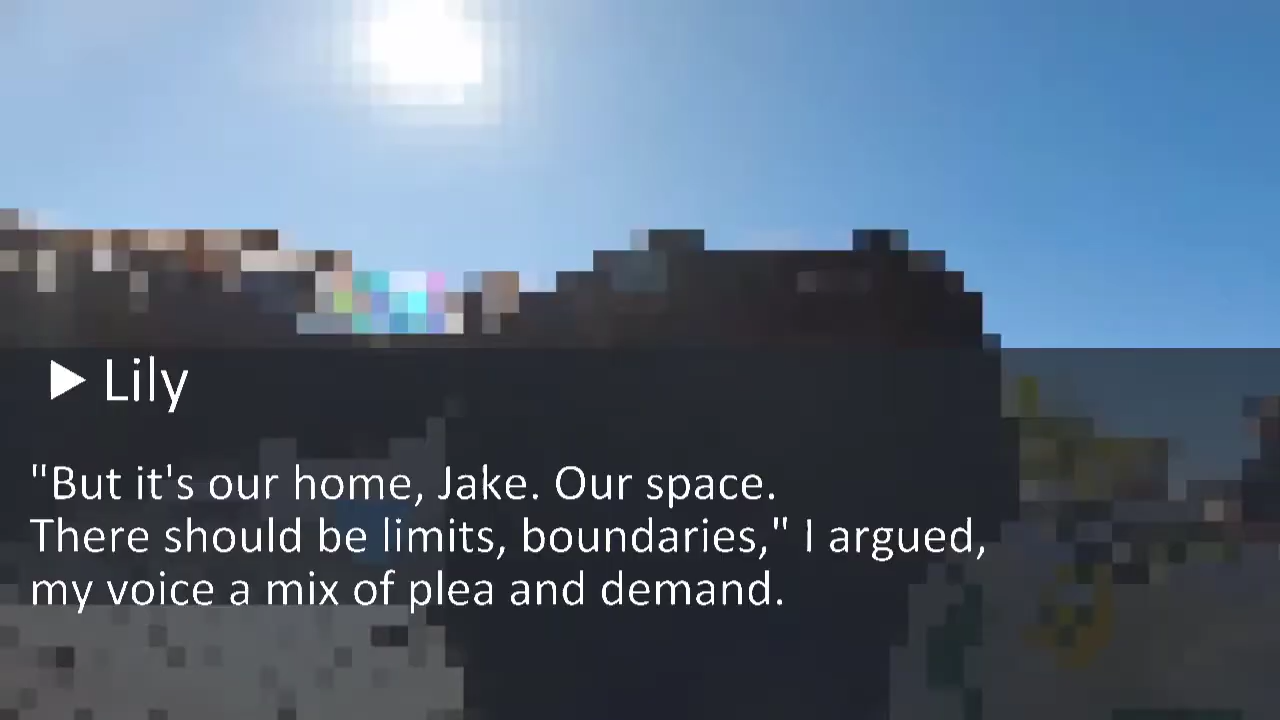 ▶ Lily
"But it's our home, Jake. Our space.
There should be limits, boundaries," I argued,
my voice a mix of plea and demand.